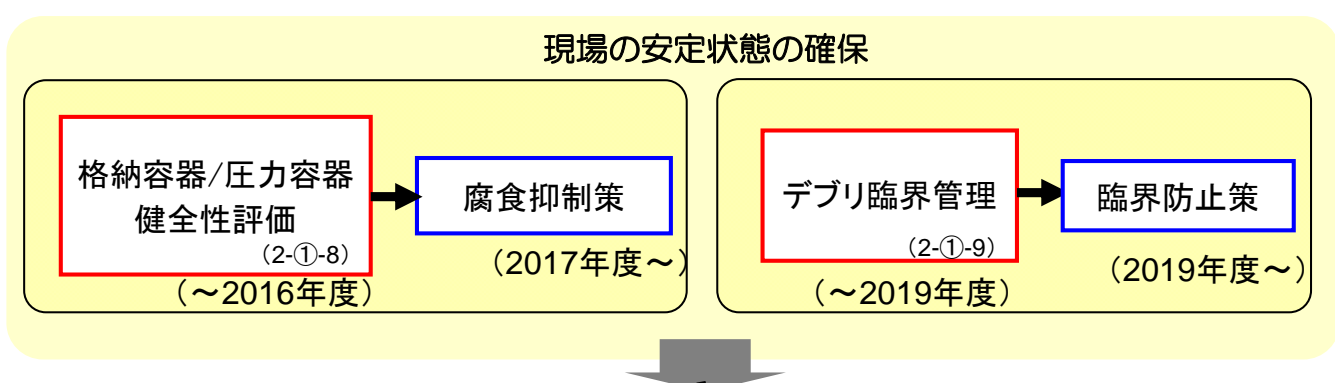 現場の安定状態の確保
格納容器/圧力容器
健全性評価
（2-①-8）
（～2016年度）
腐食抑制策
（2017年度～）
デブリ臨界管理
（2-①-9）
（～2019年度）
臨界防止策
（2019年度～）